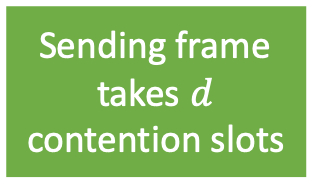 Sending frame
takes d
contention slots